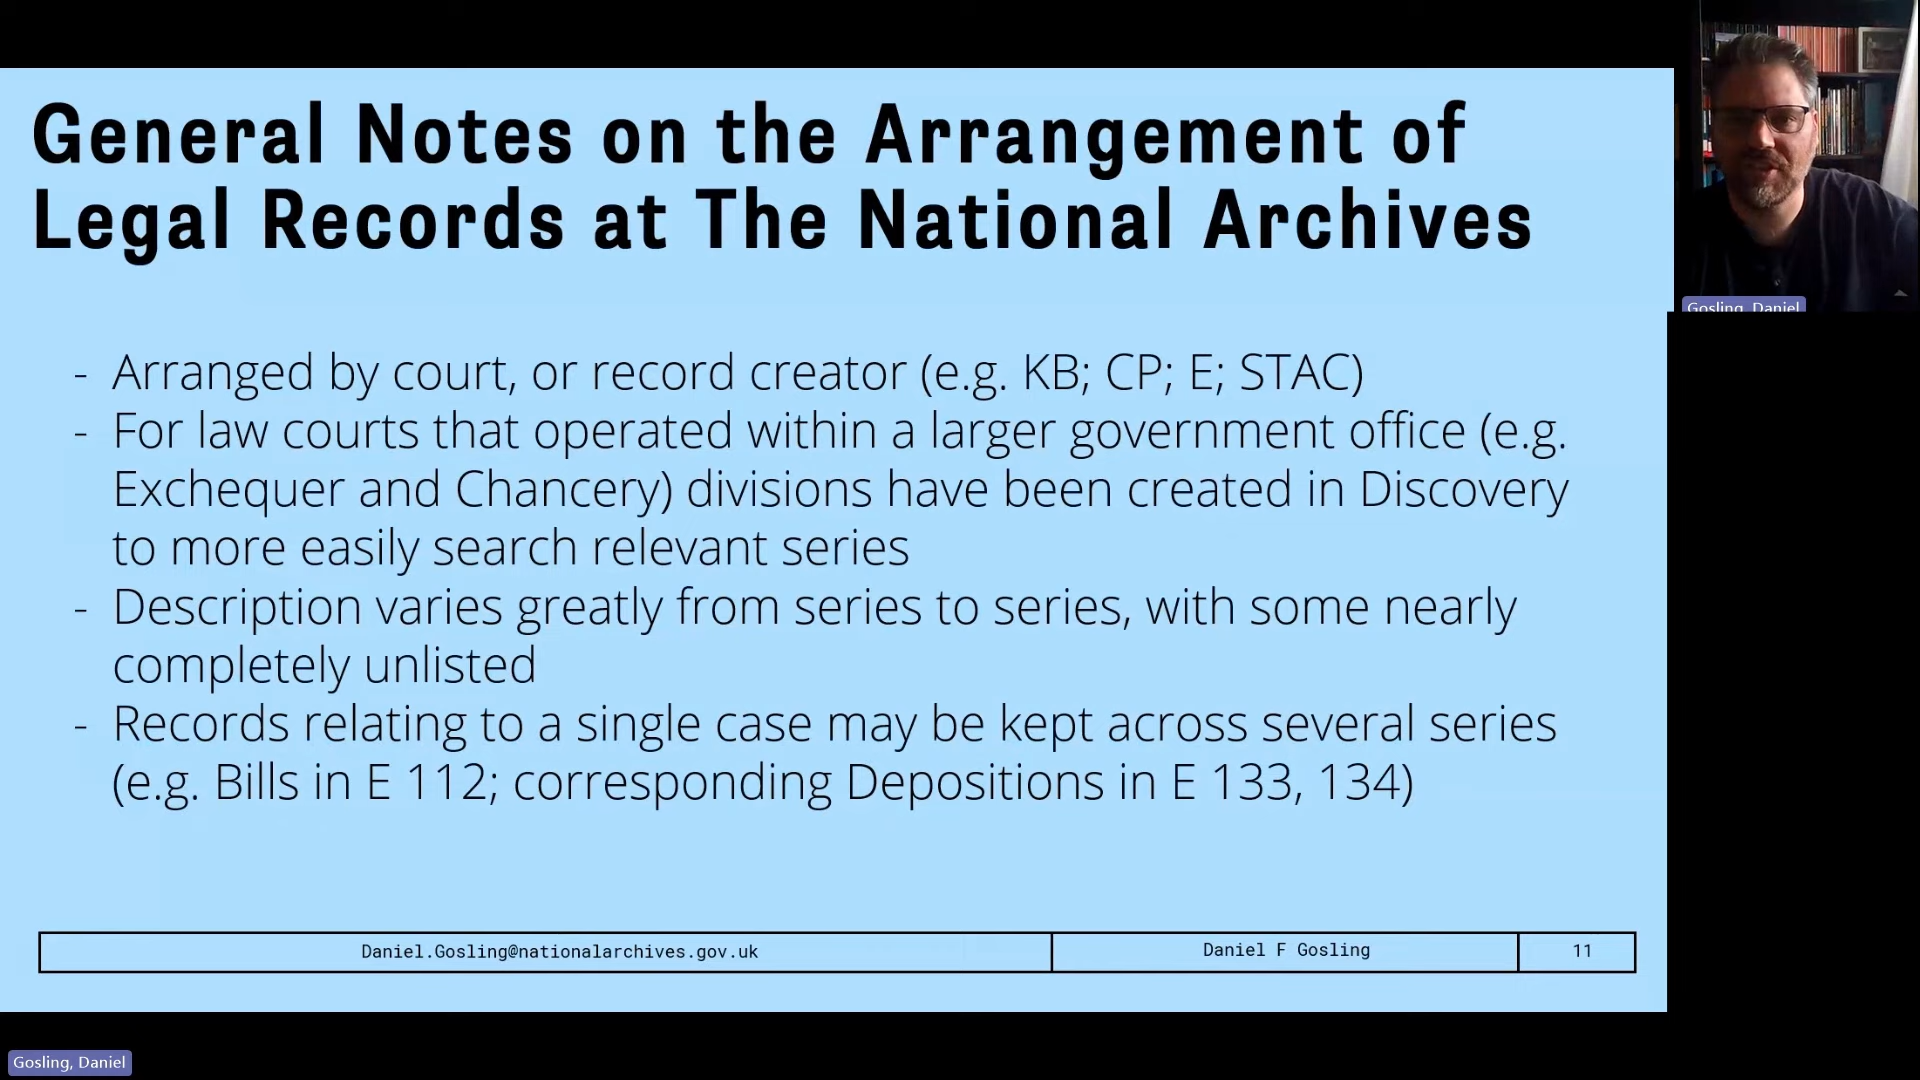 General Notes on the Arrangement of
Legal Records at The National Archives
Gosling, Daniel
- Arranged by court, or record creator (e.g. KB; CP; E; STAC)
- For law courts that operated within a larger government office (e.g.
Exchequer and Chancery) divisions have been created in Discovery
to more easily search relevant series
- Description varies greatly from series to series, with some nearly
completely unlisted
- Records relating to a single case may be kept across several series
(e.g. Bills in E 112; corresponding Depositions in E 133, 134)
Daniel.Gosling@nationalarchives.gov.uk
Daniel F Gosling
11
Gosling, Daniel